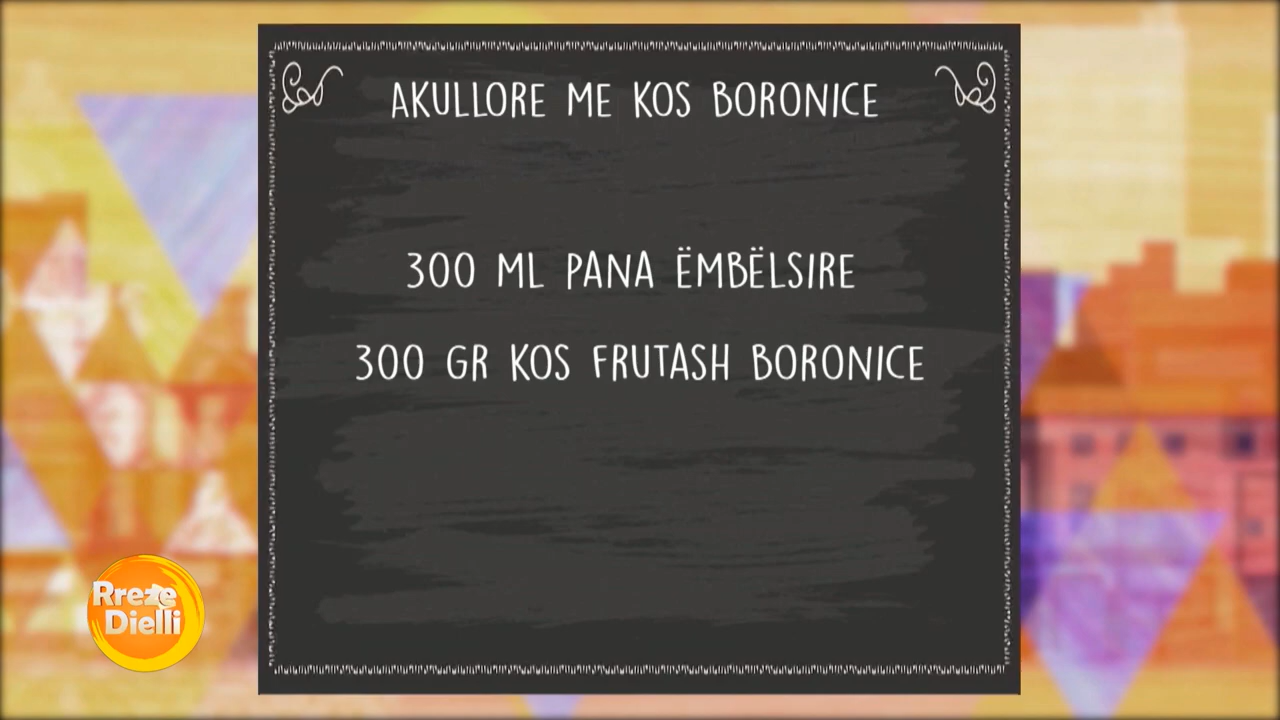 AKULLORE ME KOS BORONICE
300 ML PANA ËMBËLSIRE
300 GR KOS FRUTASH BORONICE
Rreze
Dielli